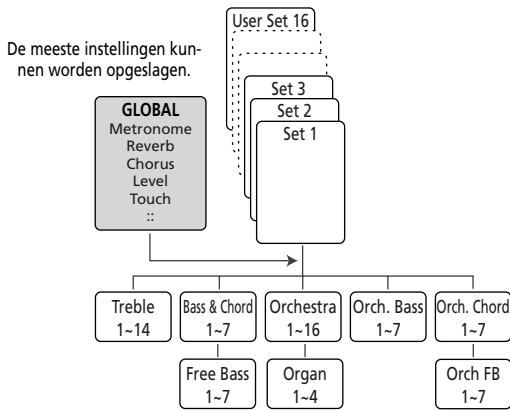 User Set 16
De meeste instellingen kun-
nen worden opgeslagen.
Set 3
Set 2
Set 1
GLOBAL
Metronome
Reverb
Chorus
Level
Touch
::
Treble
1~14
Bass & Chord
1~7
Orchestra
1~16
Orch. Bass
1~7
Orch. Chord
1~7
Free Bass
1~7
Organ
1~4
Orch FB
1~7